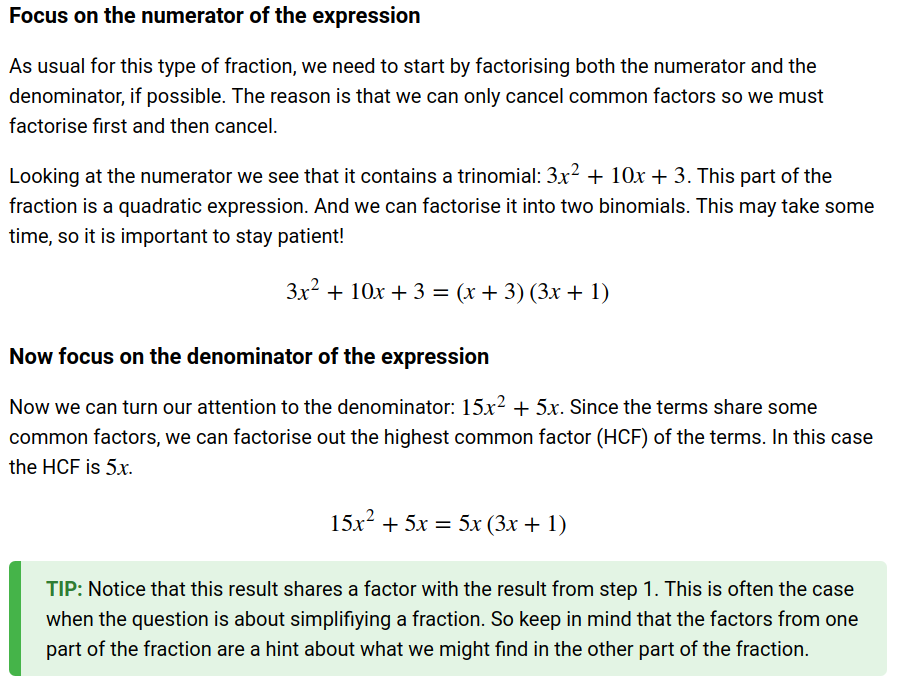 Focus on the numerator of the expression
As usual for this type of fraction, we need to start by factorising both the numerator and the
denominator, if possible. The reason is that we can only cancel common factors so we must
factorise first and then cancel.
Looking at the numerator we see that it contains a trinomial: 3x² + 10x + 3. This part of the
fraction is a quadratic expression. And we can factorise it into two binomials. This may take some
time, so it is important to stay patient!
3x² + 10x + 3 = (x + 3) (3x + 1)
Now focus on the denominator of the expression
Now we can turn our attention to the denominator: 15x² + 5x. Since the terms share some
common factors, we can factorise out the highest common factor (HCF) of the terms. In this case
the HCF is 5x.
15x² + 5x = 5x (3x + 1)
TIP: Notice that this result shares a factor with the result from step 1. This is often the case
when the question is about simplifiying a fraction. So keep in mind that the factors from one
part of the fraction are a hint about what we might find in the other part of the fraction.